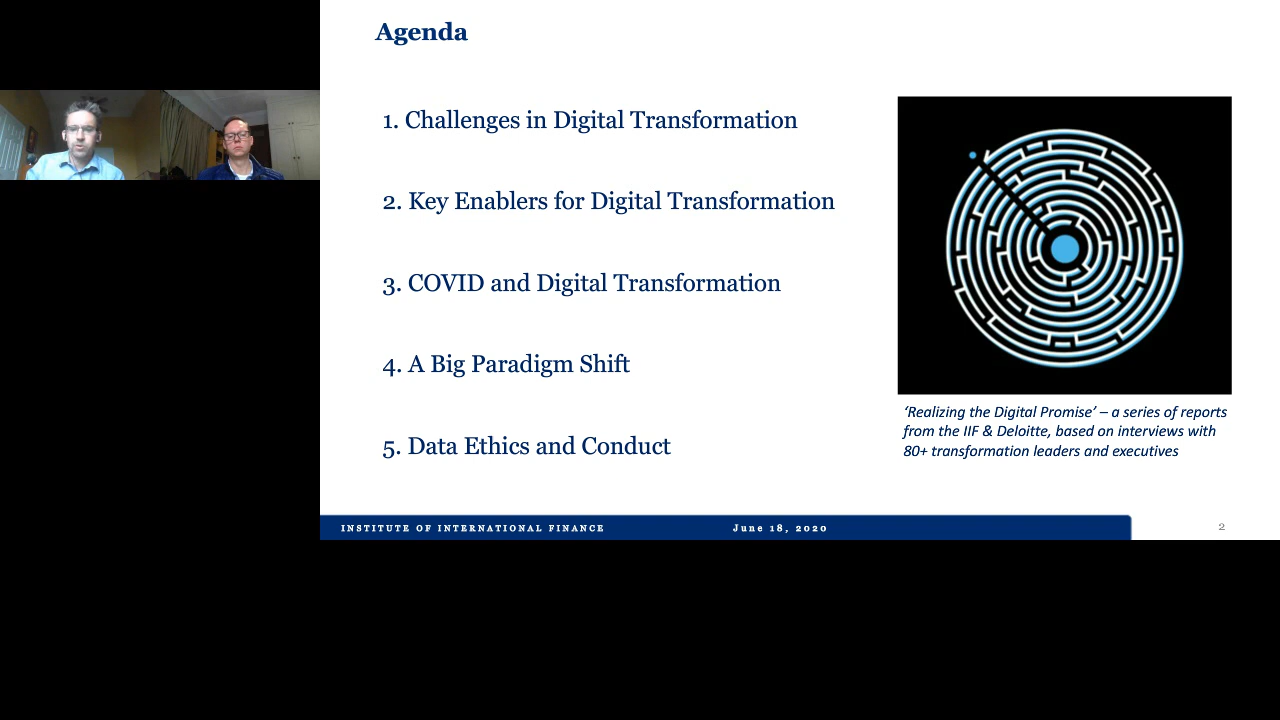 Agenda
1. Challenges in Digital Transformation
2. Key Enablers for Digital Transformation
3. COVID and Digital Transformation
4. A Big Paradigm Shift
5. Data Ethics and Conduct
‘Realizing the Digital Promise’ – a series of reports
from the IIF & Deloitte, based on interviews with
80+ transformation leaders and executives
INSTITUTE OF INTERNATIONAL FINANCE
June 18, 2020
2